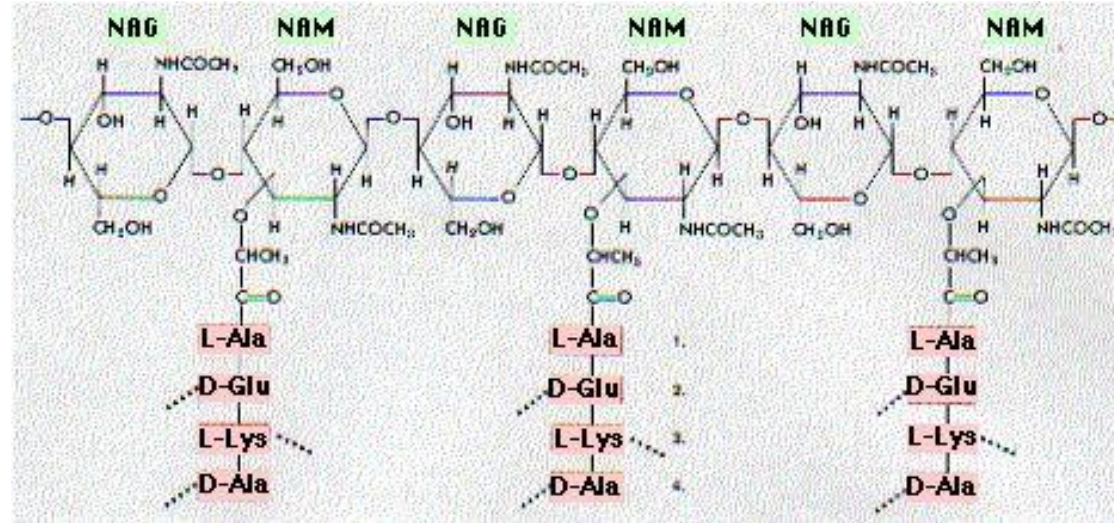 NAG NAM NAG NAM NAG NAM
H NHCOCH₃ CH₂OH H NHCOCH₃ CH₂OH H NHCOCH₃ CH₂OH
H H O H H O H H O
OH H H OH H H OH H H
O O O O O O O
H H H H H H H H H
H O H H O H H O H
CH₂OH O H NHCOCH₃ CH₂OH O H NHCOCH₃ CH₂OH O H NHCOCH₃
CHCH₃ CHCH₃ CHCH₃
C O C O C O
L-Ala L-Ala 1. L-Ala
D-Glu D-Glu 2. D-Glu
L-Lys L-Lys 3. L-Lys
D-Ala D-Ala 4. D-Ala